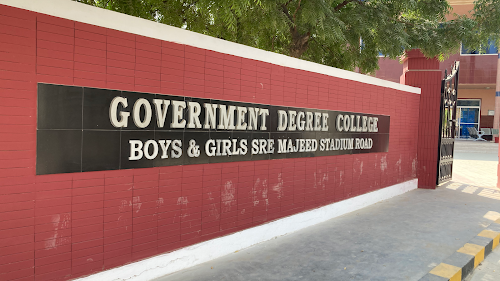 GOVERNMENT DEGREE COLLEGE
BOYS & GIRLS SRE MAJEED STADIUM ROAD